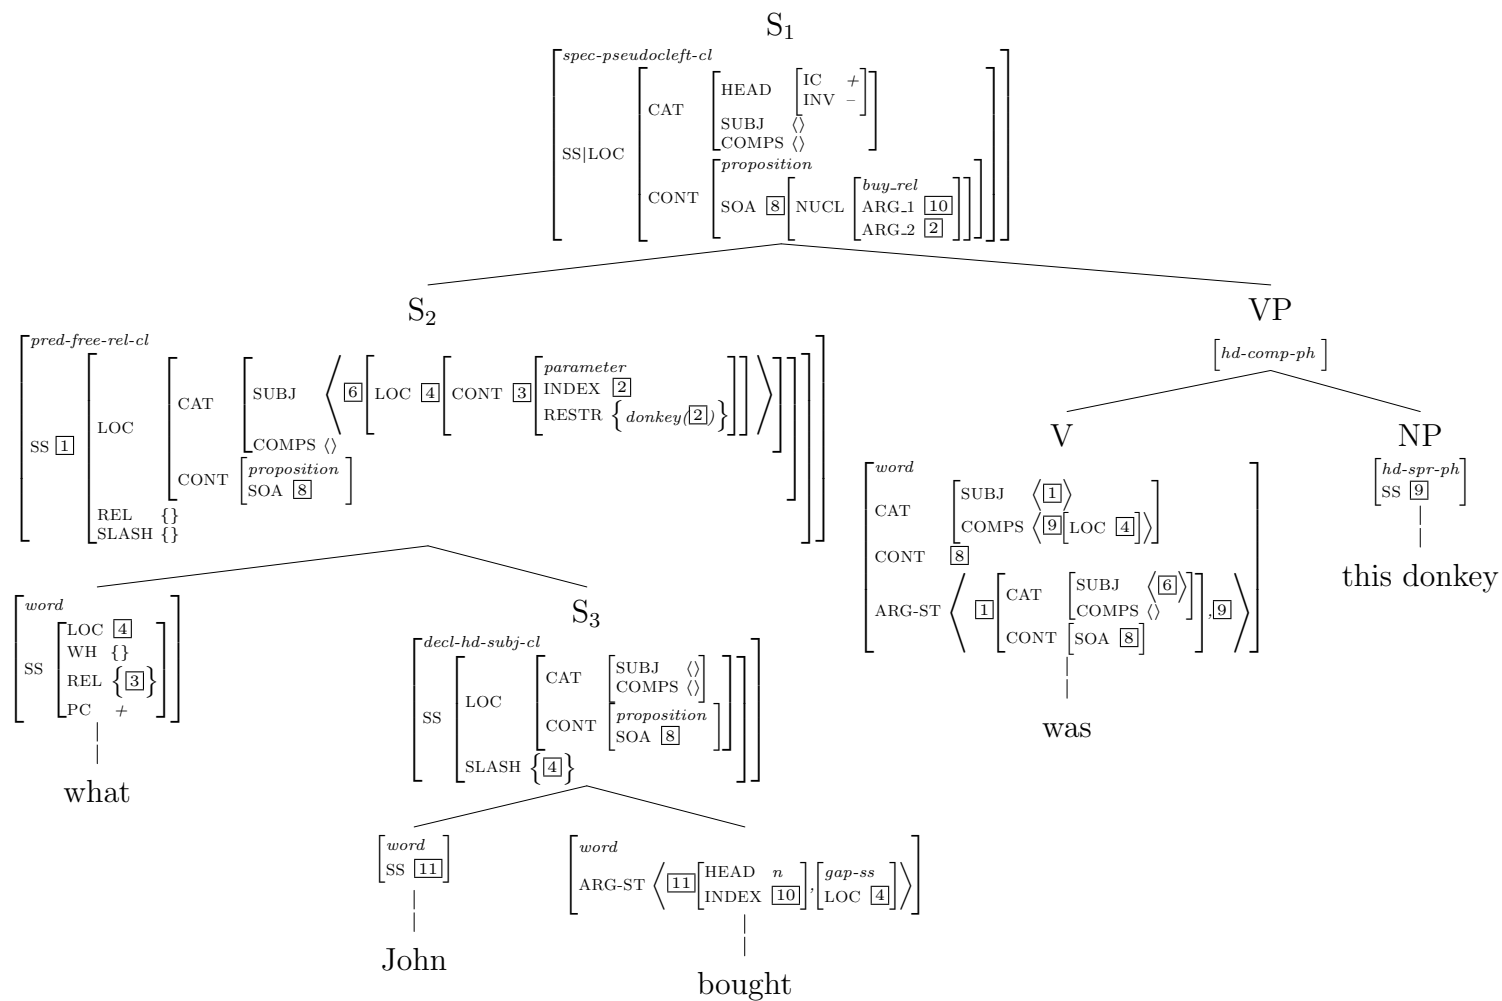 S₁
spec-pseudocleft-cl
SS|LOC
CAT
HEAD
IC +
INV –
SUBJ ⟨⟩
COMPS ⟨⟩
CONT
proposition
SOA 8
NUCL
buy_rel
ARG_1 10
ARG_2 2
S₂
pred-free-rel-cl
SS 1
LOC
CAT
SUBJ ⟨ 6 [ LOC 4 [ CONT 3
parameter
INDEX 2
RESTR { donkey( 2 ) }
COMPS ⟨⟩
CONT
proposition
SOA 8
REL {}
SLASH {}
VP
hd-comp-ph
V
word
CAT
SUBJ ⟨ 1 ⟩
COMPS ⟨ 9 [ LOC 4 ] ⟩
CONT 8
ARG-ST ⟨ 1
CAT
SUBJ ⟨ 6 ⟩
COMPS ⟨⟩
CONT [ SOA 8 ]
, 9 ⟩
was
NP
hd-spr-ph
SS 9
this donkey
word
SS
LOC 4
WH {}
REL { 3 }
PC +
what
S₃
decl-hd-subj-cl
SS
LOC
CAT
SUBJ ⟨⟩
COMPS ⟨⟩
CONT
proposition
SOA 8
SLASH { 4 }
word
SS 11
John
word
ARG-ST ⟨ 11
HEAD n
INDEX 10
,
gap-ss
LOC 4
⟩
bought